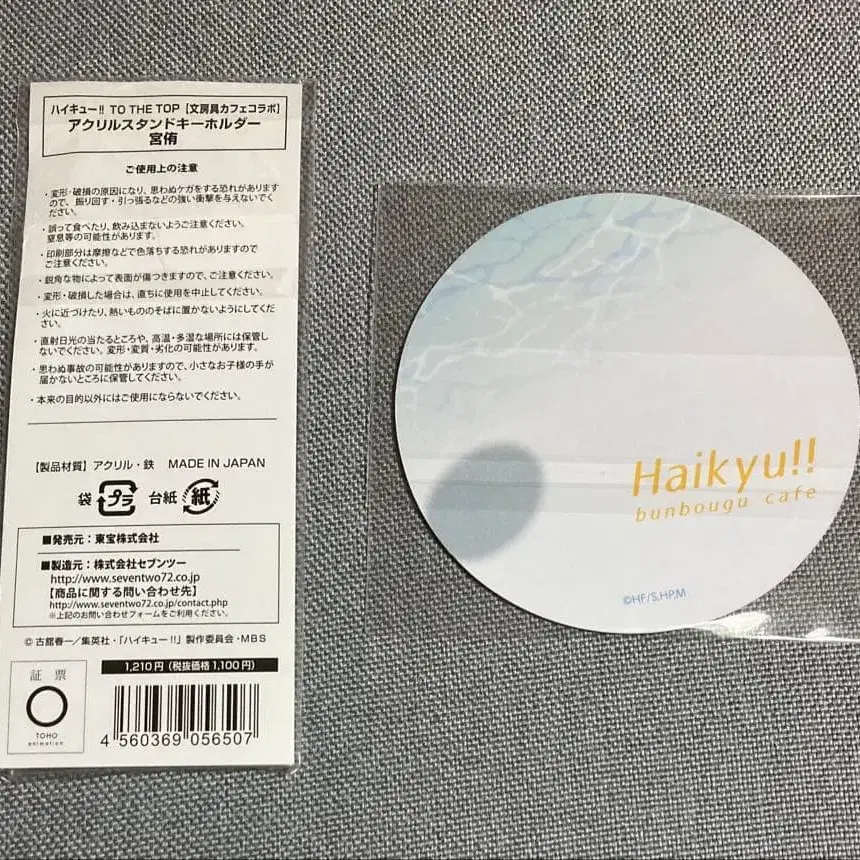 ハイキュー!! TO THE TOP【文房具カフェコラボ】
アクリルスタンドキーホルダー
宮侑
ご使用上の注意
・変形・破損の原因になり、思わぬケガをする恐れがあります
ので、振り回す・引っ張るなどの強い衝撃を与えないでく
ださい。
・誤って食べたり、飲み込まないようご注意ください。
窒息等の可能性があります。
・印刷部分は摩擦などで色落ちする恐れがありますので
ご注意ください。
・鋭角な物によって表面が傷つきますので、ご注意ください。
・変形・破損した場合は、直ちに使用を中止してください。
・火に近づけたり、熱いもののそばに置かないようにしてくだ
さい。
・直射日光の当たるところや、高温・多湿な場所には保管し
ないでください。変形・変質・劣化の可能性があります。
・思わぬ事故の可能性がありますので、小さなお子様の手が
届かないところに保管してください。
・本来の目的以外にはご使用にならないでください。
【製品材質】アクリル・鉄 MADE IN JAPAN
袋 プラ 台紙 紙
■発売元：東宝株式会社
■製造元：株式会社セブンツー
http://www.seventwo72.co.jp
【商品に関する問い合わせ先】
http://www.seventwo72.co.jp/contact.php
※上記のお問い合わせフォームをご利用ください。
© 古舘春一／集英社・「ハイキュー!!」製作委員会・MBS
1,210円（税抜価格 1,100円）
証票
TOHO
animation
4 560369 056507
Haikyu!!
bunbougu cafe
©HF/S,HP,M